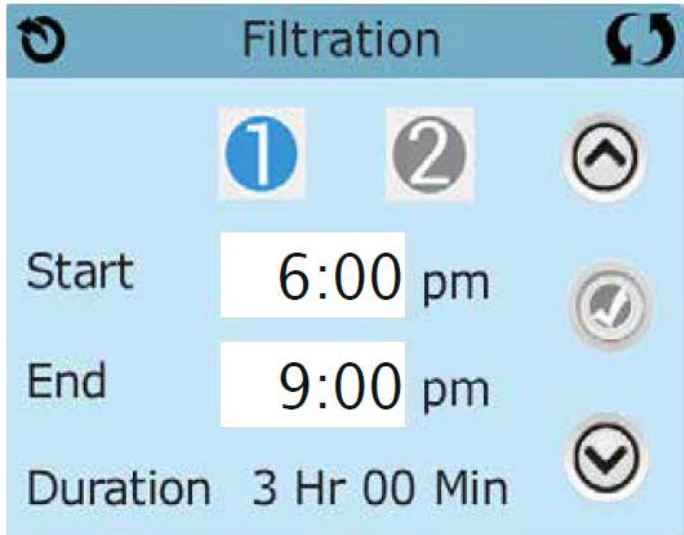 Filtration
1 2
Start 6:00 pm
End 9:00 pm
Duration 3 Hr 00 Min